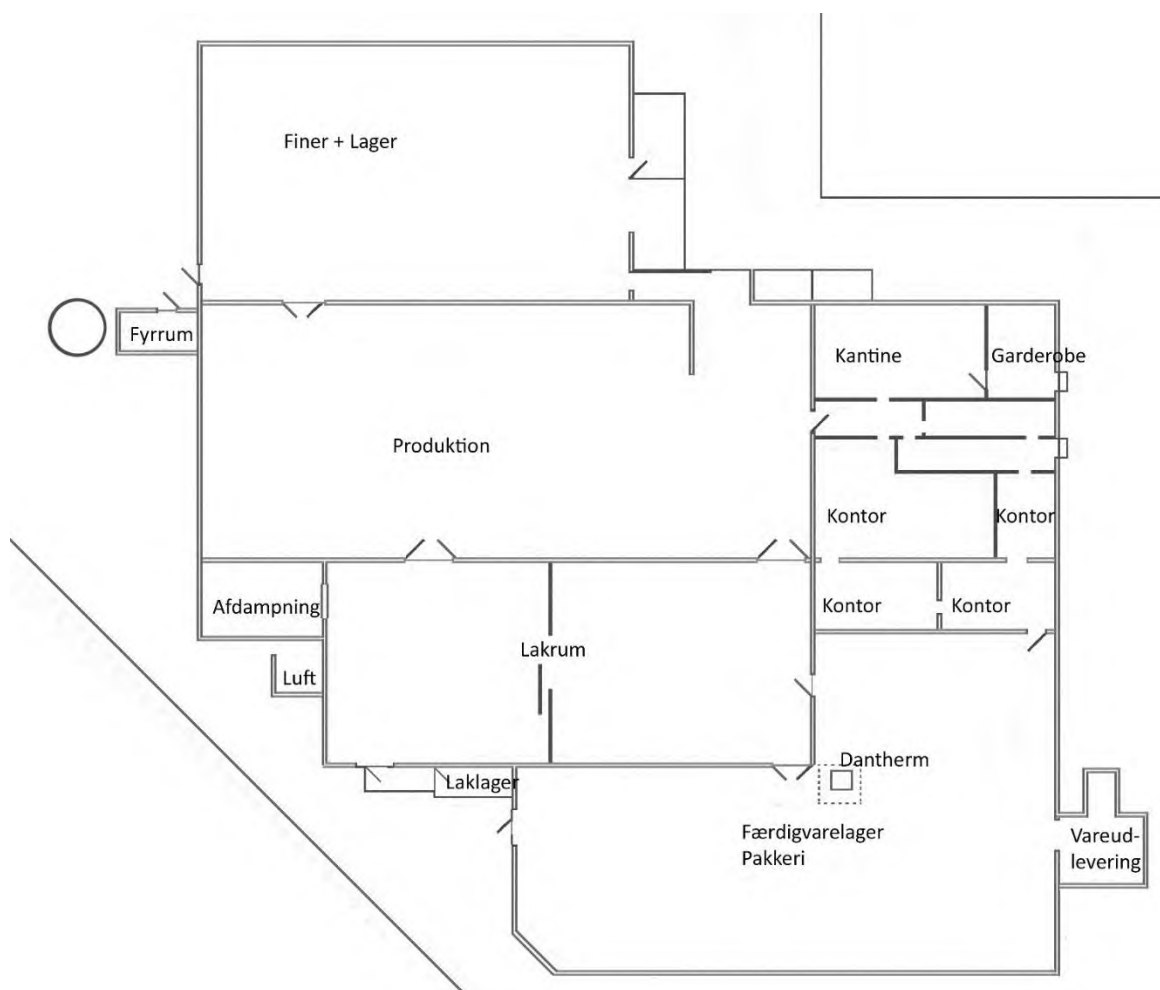 Finer + Lager
Fyrrum
Kantine
Garderobe
Produktion
Kontor
Kontor
Afdampning
Kontor
Kontor
Lakrum
Luft
Dantherm
Laklager
Færdigvarelager
Pakkeri
Vareud-
levering